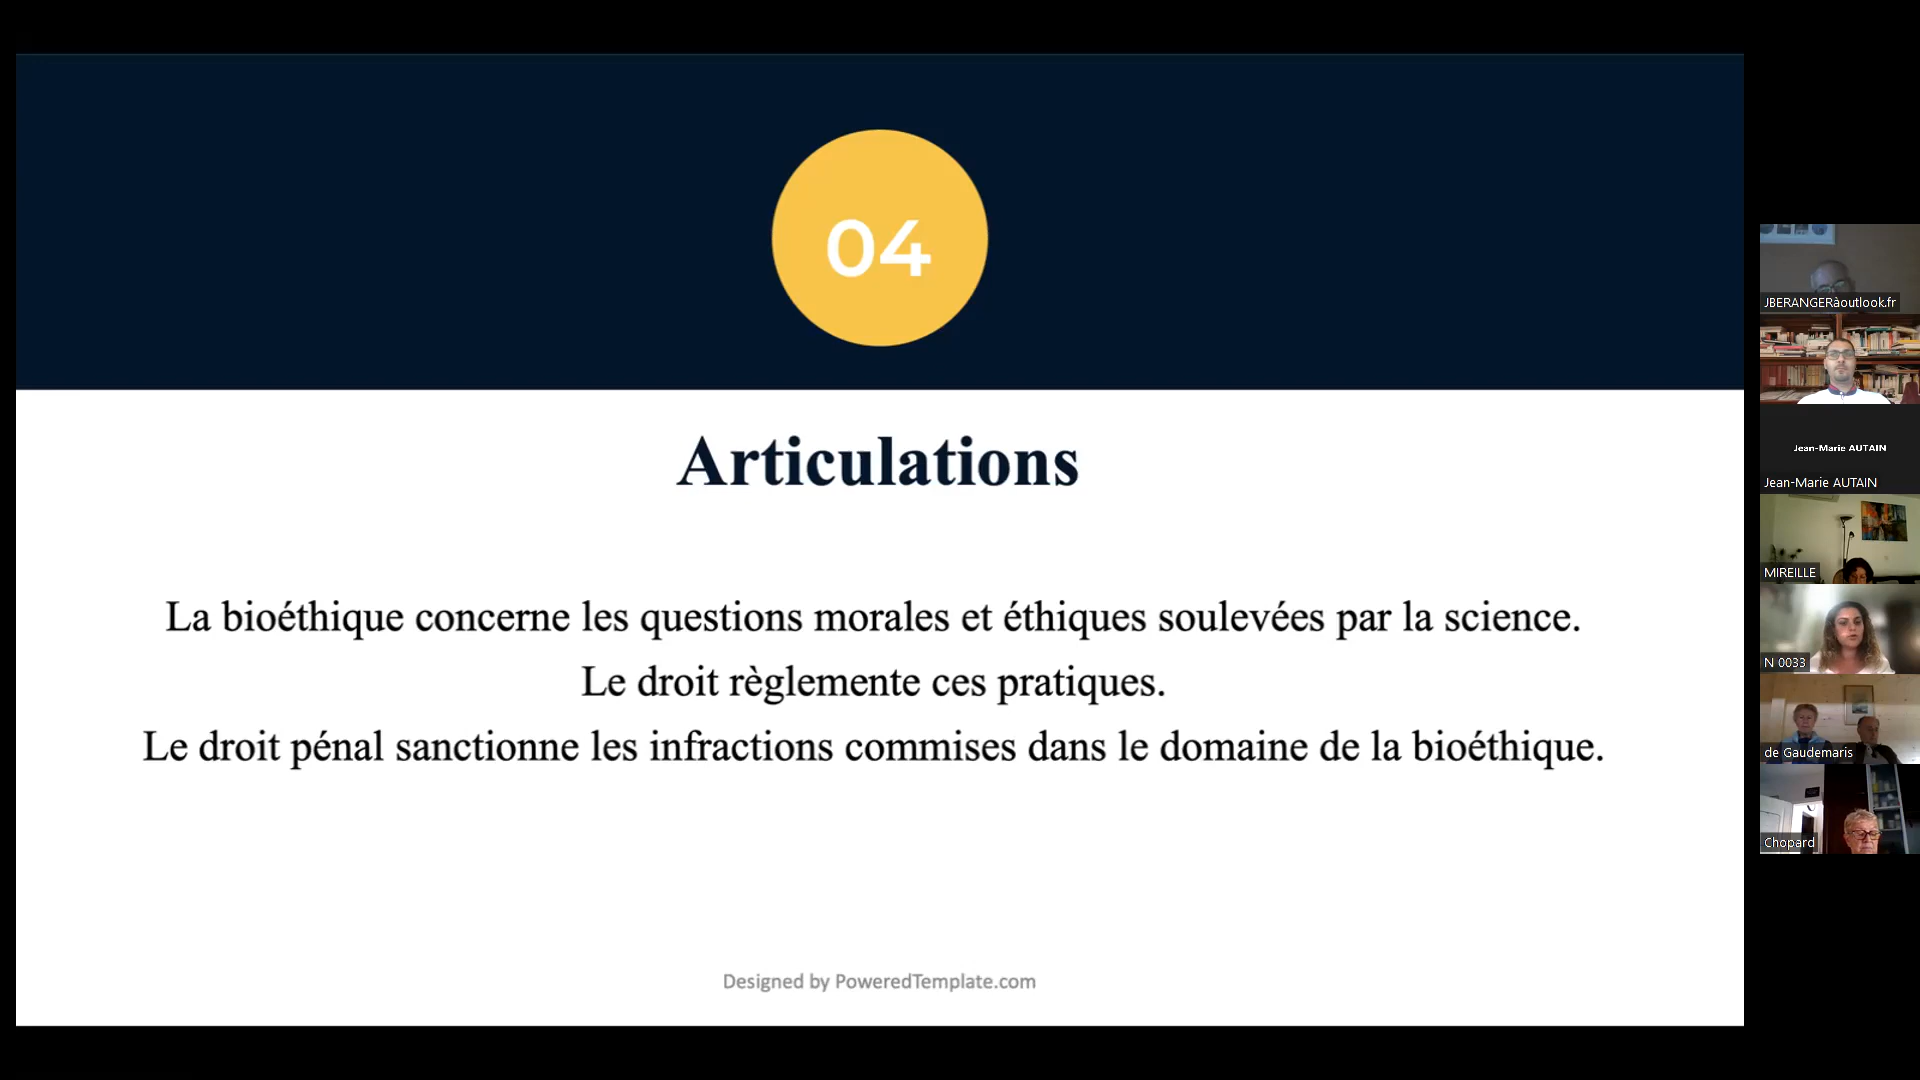 04
Articulations
La bioéthique concerne les questions morales et éthiques soulevées par la science.
Le droit règlemente ces pratiques.
Le droit pénal sanctionne les infractions commises dans le domaine de la bioéthique.
Designed by PoweredTemplate.com
JBERANGERàoutlook.fr
Jean-Marie AUTAIN
Jean-Marie AUTAIN
MIREILLE
N 0033
de Gaudemaris
Chopard